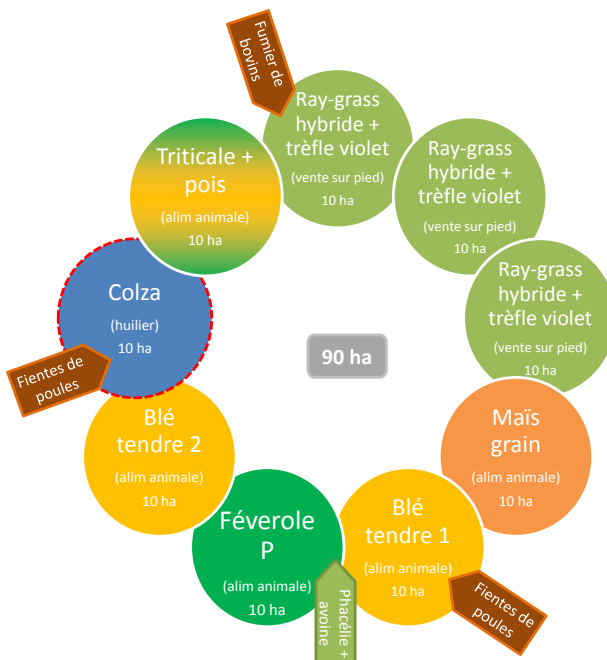 Fumier de
bovins
Ray-grass
hybride +
trèfle violet
(vente sur pied)
10 ha
Ray-grass
hybride +
trèfle violet
(vente sur pied)
10 ha
Ray-grass
hybride +
trèfle violet
(vente sur pied)
10 ha
Maïs
grain
(alim animale)
10 ha
Fientes de
poules
Blé
tendre 1
(alim animale)
10 ha
Phacélie +
avoine
Féverole
P
(alim animale)
10 ha
Blé
tendre 2
(alim animale)
10 ha
Fientes de
poules
Colza
(huilier)
10 ha
Triticale +
pois
(alim animale)
10 ha
90 ha